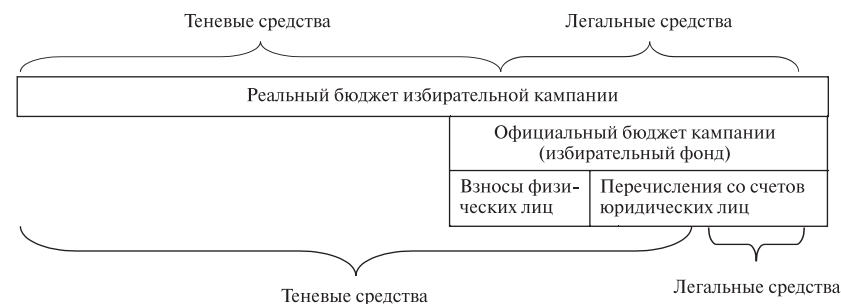 Теневые средства
Легальные средства
Реальный бюджет избирательной кампании
Официальный бюджет кампании
(избирательный фонд)
Взносы физи-
ческих лиц
Перечисления со счетов
юридических лиц
Теневые средства
Легальные средства